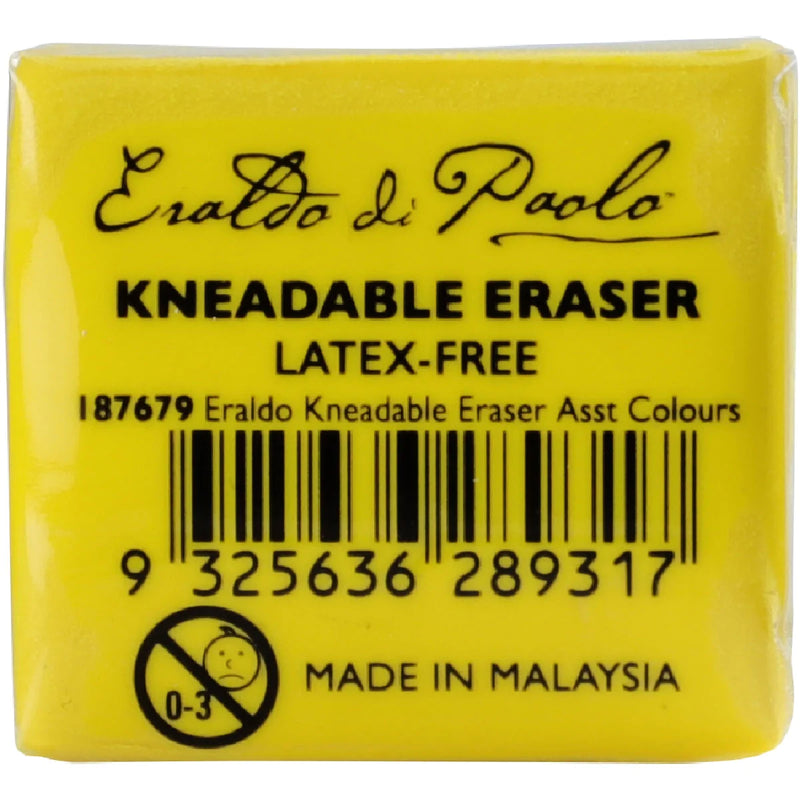 Eraldo di Paolo™
KNEADABLE ERASER
LATEX-FREE
187679 Eraldo Kneadable Eraser Asst Colours
9 325636 289317
0-3
MADE IN MALAYSIA